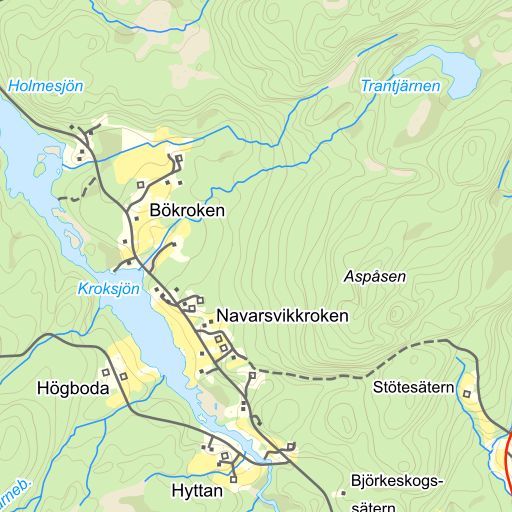 Holmesjön
Trantjärnen
Bökroken
Aspåsen
Kroksjön
Navarsvikkroken
Högboda
Stötesätern
Björkeskogs-
sätern
Hyttan